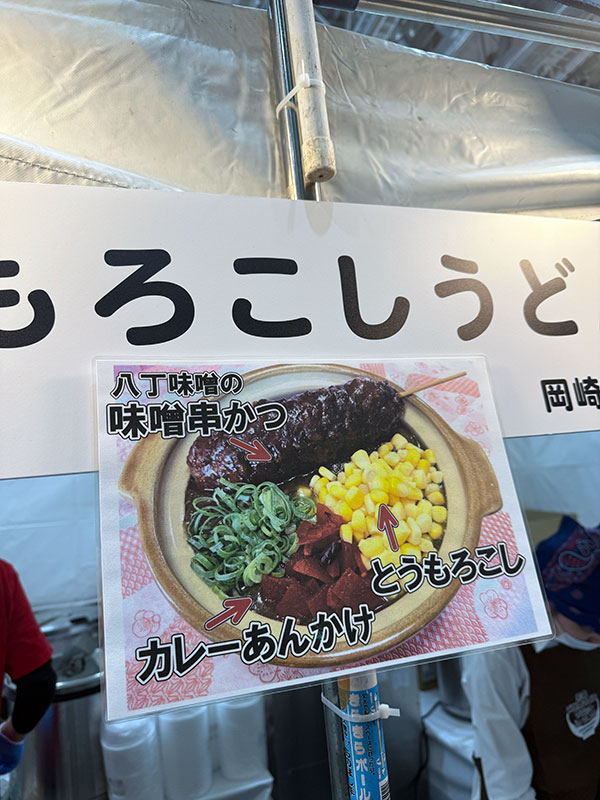 もろこしうど
岡崎
八丁味噌の
味噌串かつ
とうもろこし
カレーあんかけ